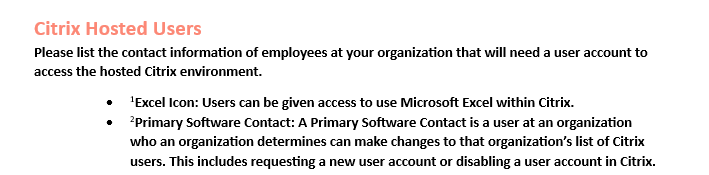 Citrix Hosted Users
Please list the contact information of employees at your organization that will need a user account to
access the hosted Citrix environment.
• ¹Excel Icon: Users can be given access to use Microsoft Excel within Citrix.
• ²Primary Software Contact: A Primary Software Contact is a user at an organization
who an organization determines can make changes to that organization's list of Citrix
users. This includes requesting a new user account or disabling a user account in Citrix.